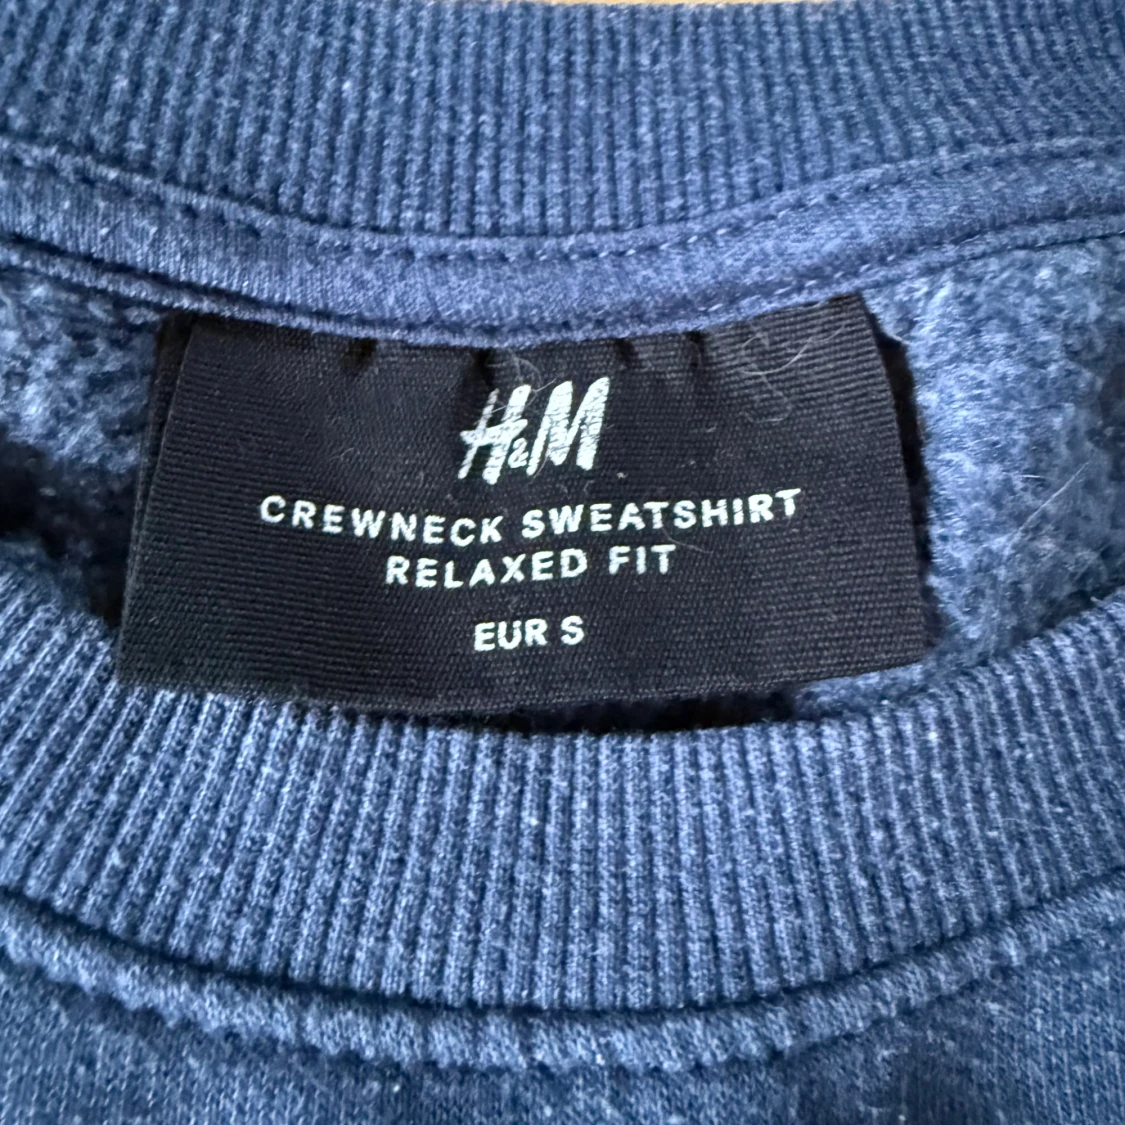 H&M
CREWNECK SWEATSHIRT
RELAXED FIT
EUR S